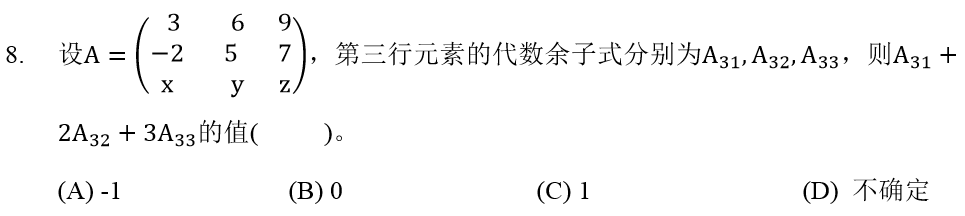 8. 设A = ( 3 6 9
−2 5 7
x y z ), 第三行元素的代数余子式分别为A₃₁, A₃₂, A₃₃，则A₃₁ +
2A₃₂ + 3A₃₃的值( )。
(A) -1 (B) 0 (C) 1 (D) 不确定